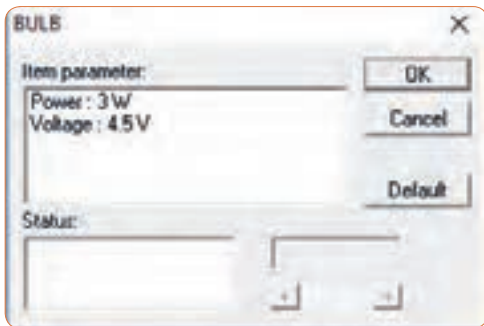 BULB
Item parameter:
OK
Power : 3 W
Voltage : 4.5 V
Cancel
Default
Status: